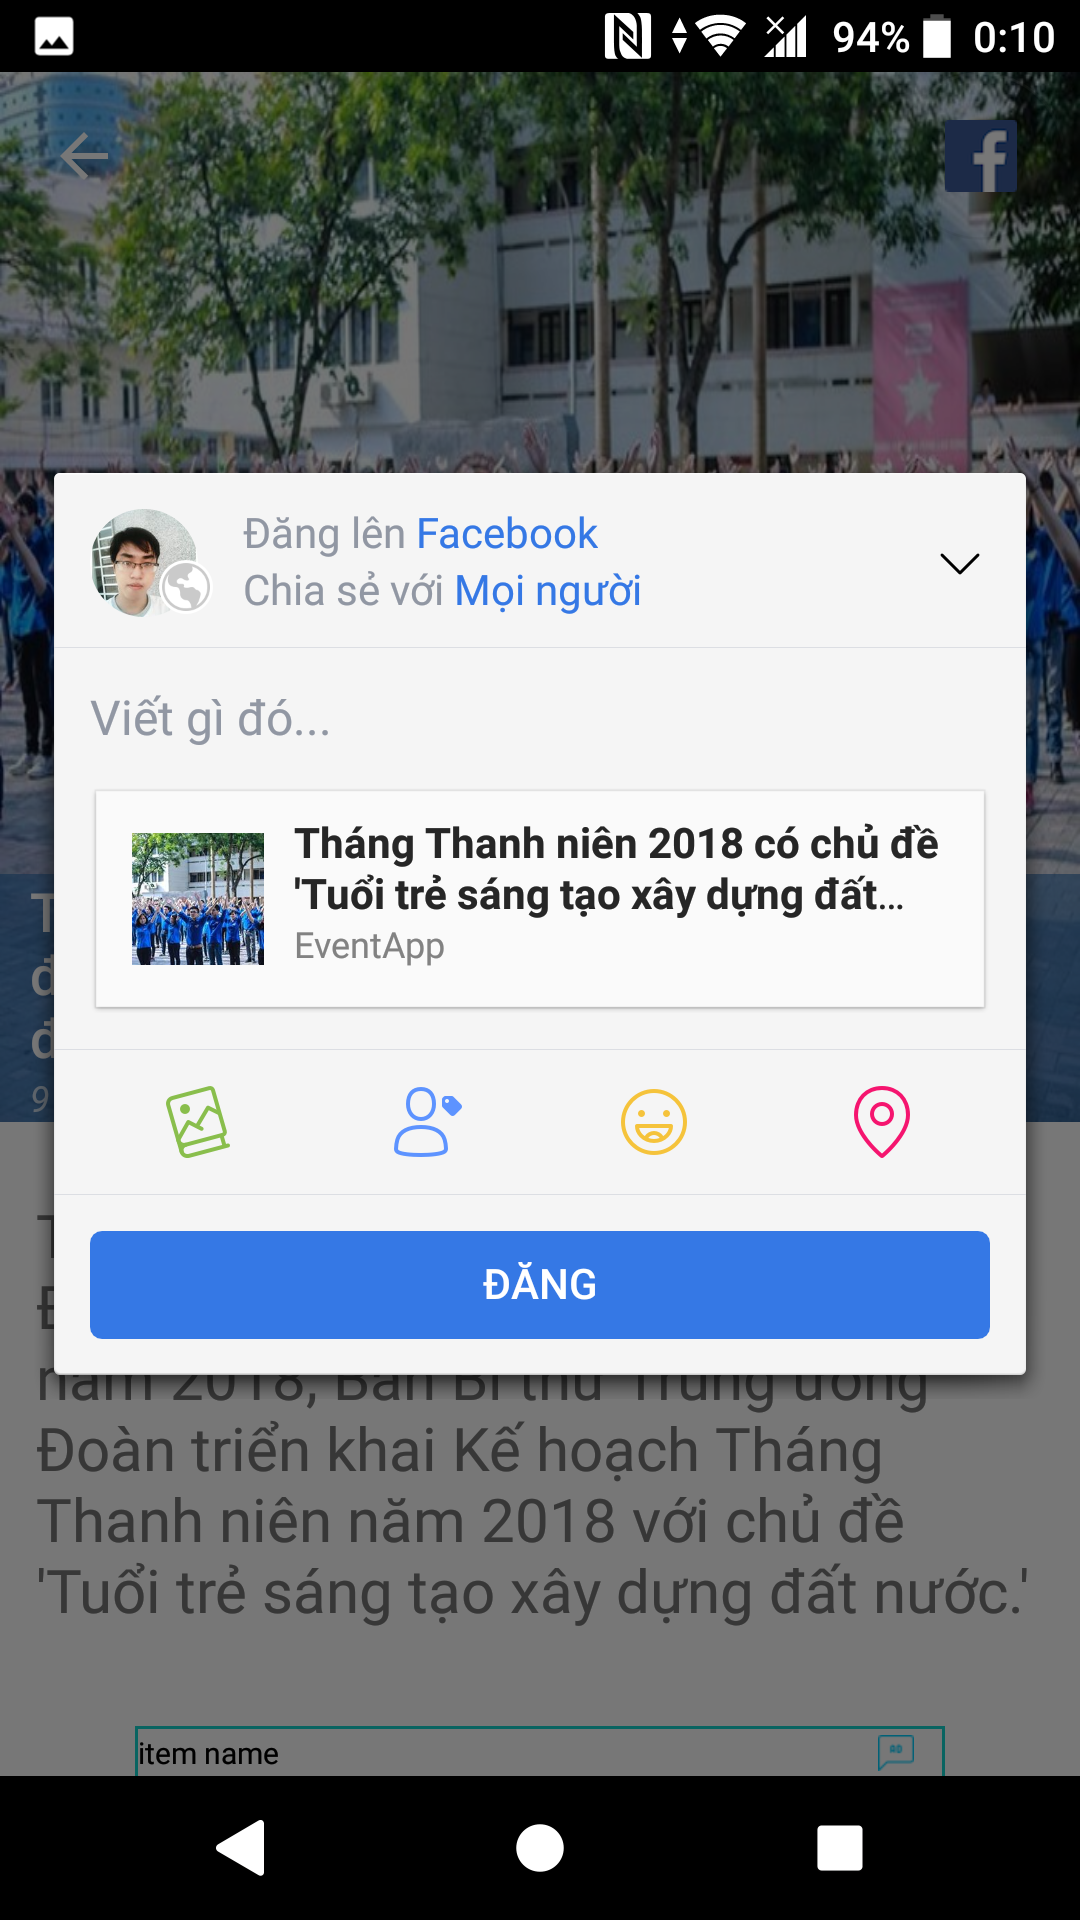 94% 0:10
Đăng lên Facebook
Chia sẻ với Mọi người
Viết gì đó...
Tháng Thanh niên 2018 có chủ đề
'Tuổi trẻ sáng tạo xây dựng đất...
EventApp
ĐĂNG
năm 2018, Ban Bí thư Trung ương
Đoàn triển khai Kế hoạch Tháng
Thanh niên năm 2018 với chủ đề
'Tuổi trẻ sáng tạo xây dựng đất nước.'
item name